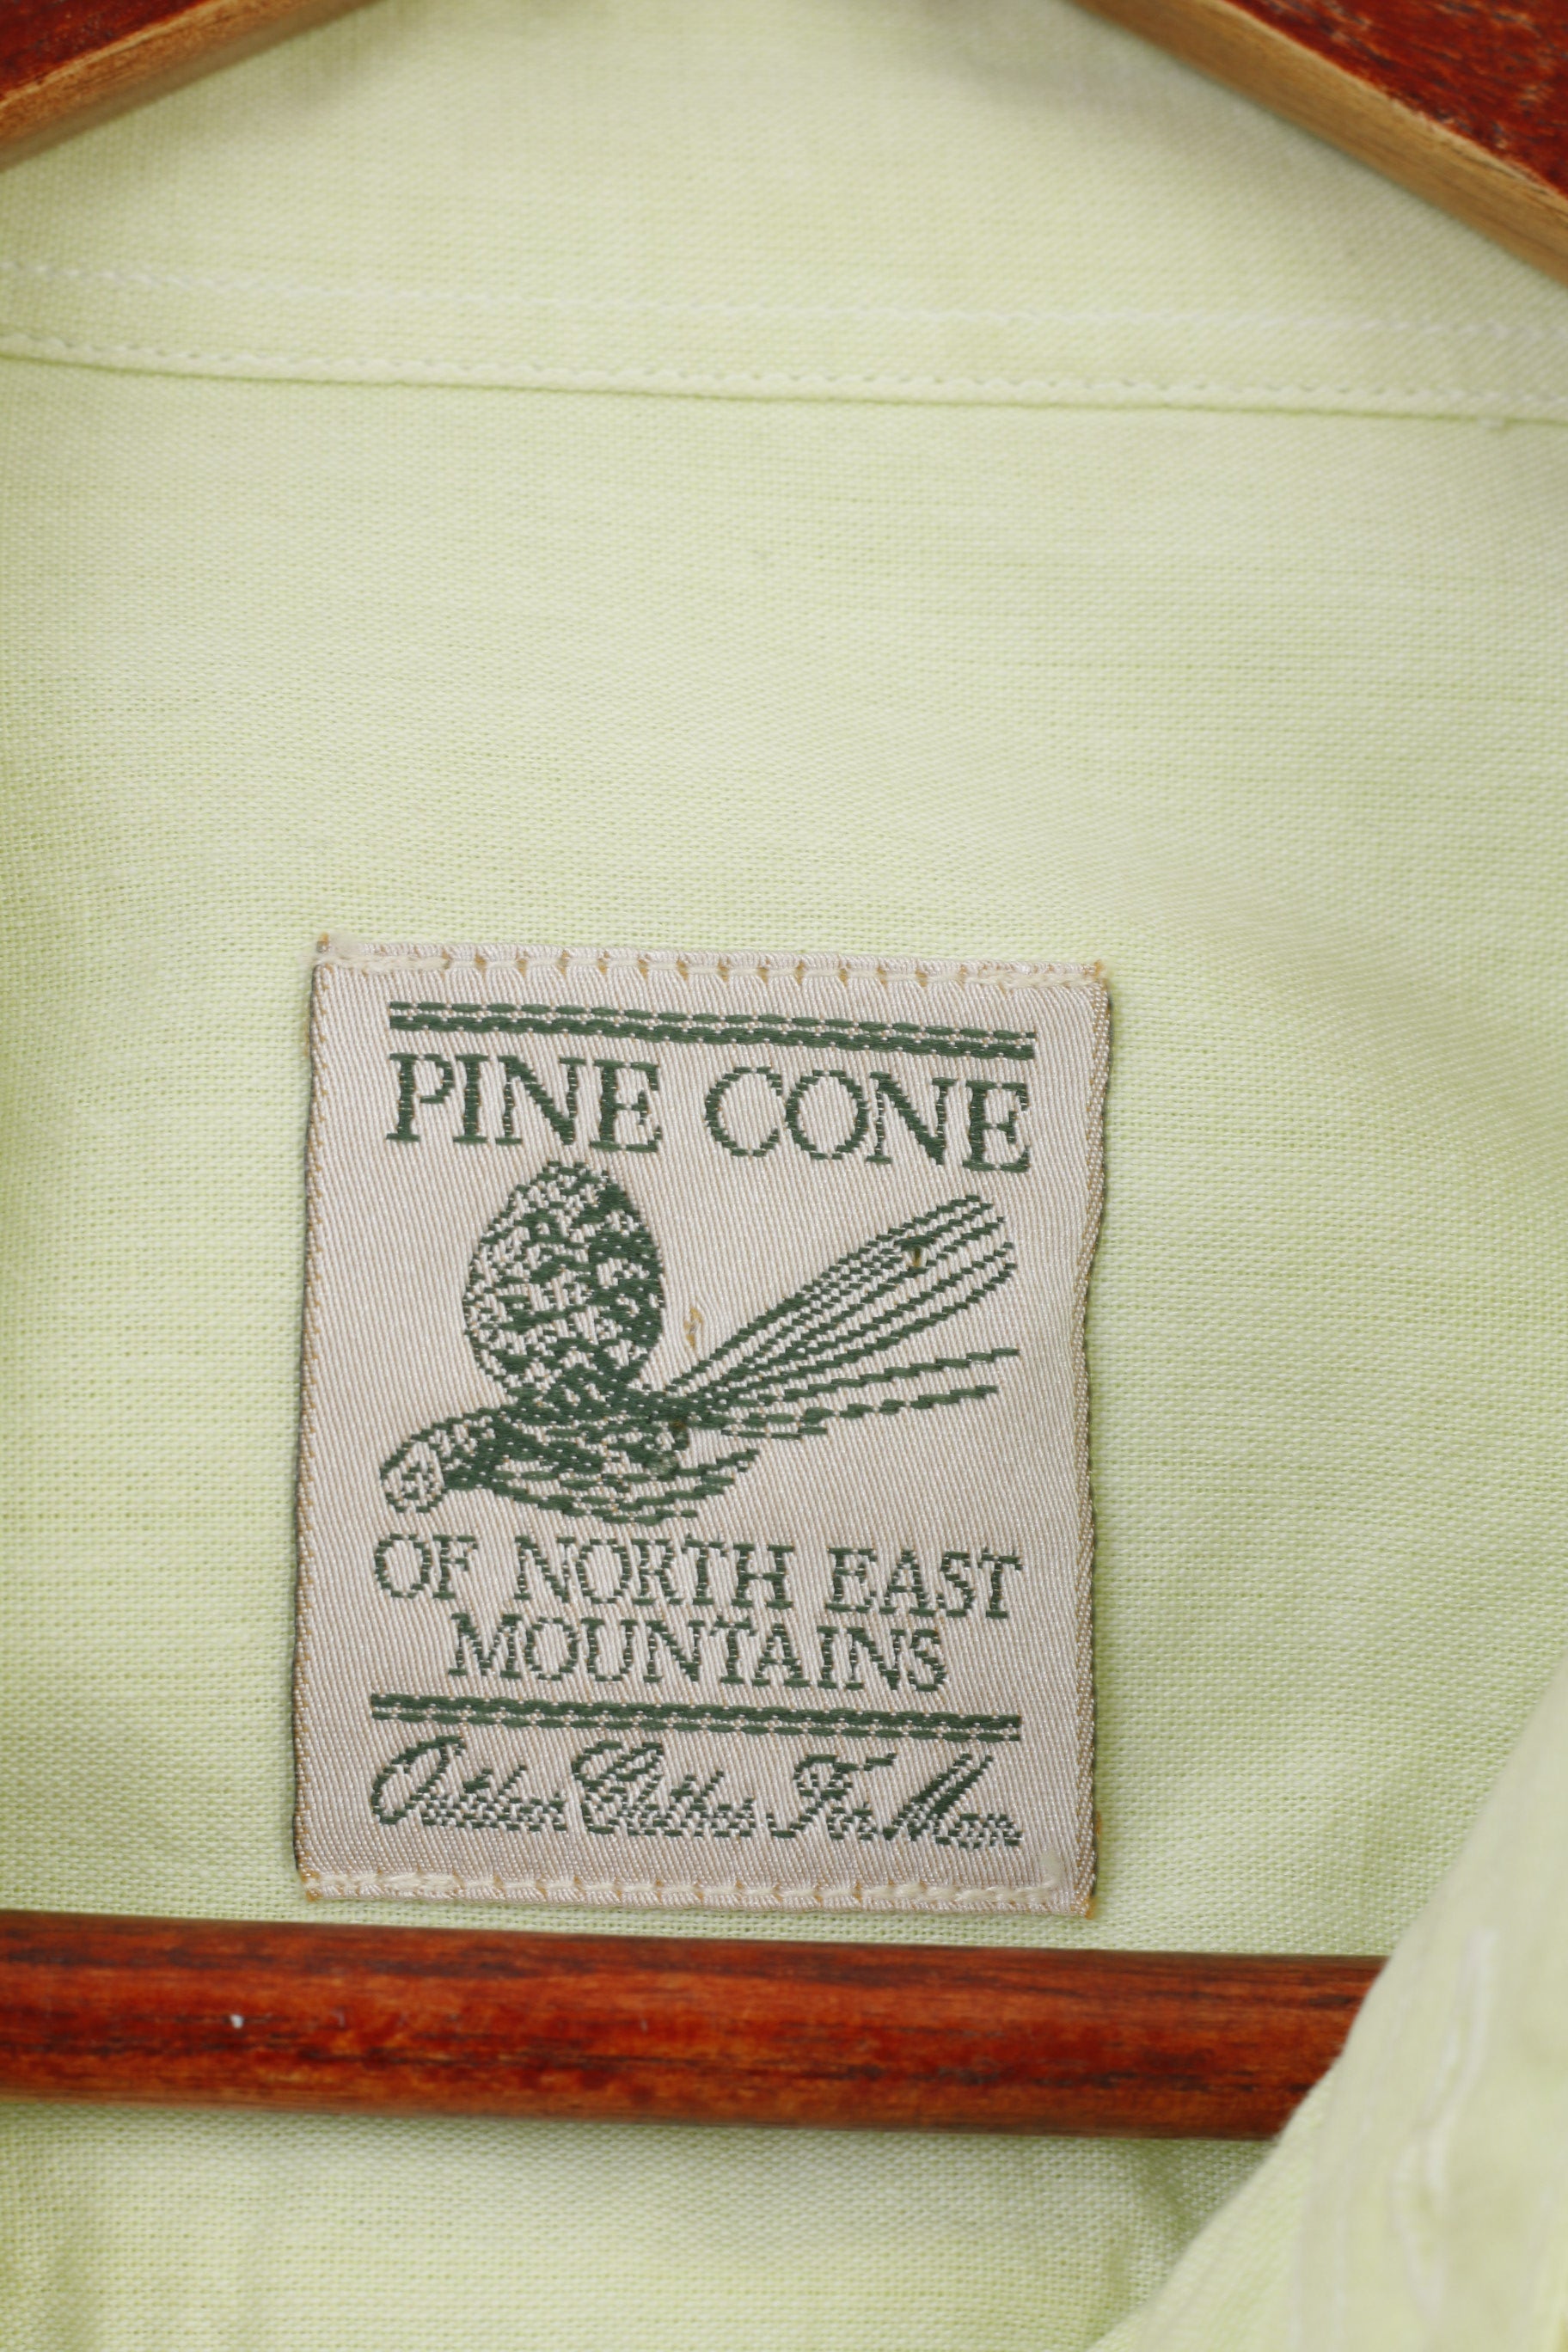 PINE CONE
OF NORTH EAST
MOUNTAINS
Outdoor Clothes For Men